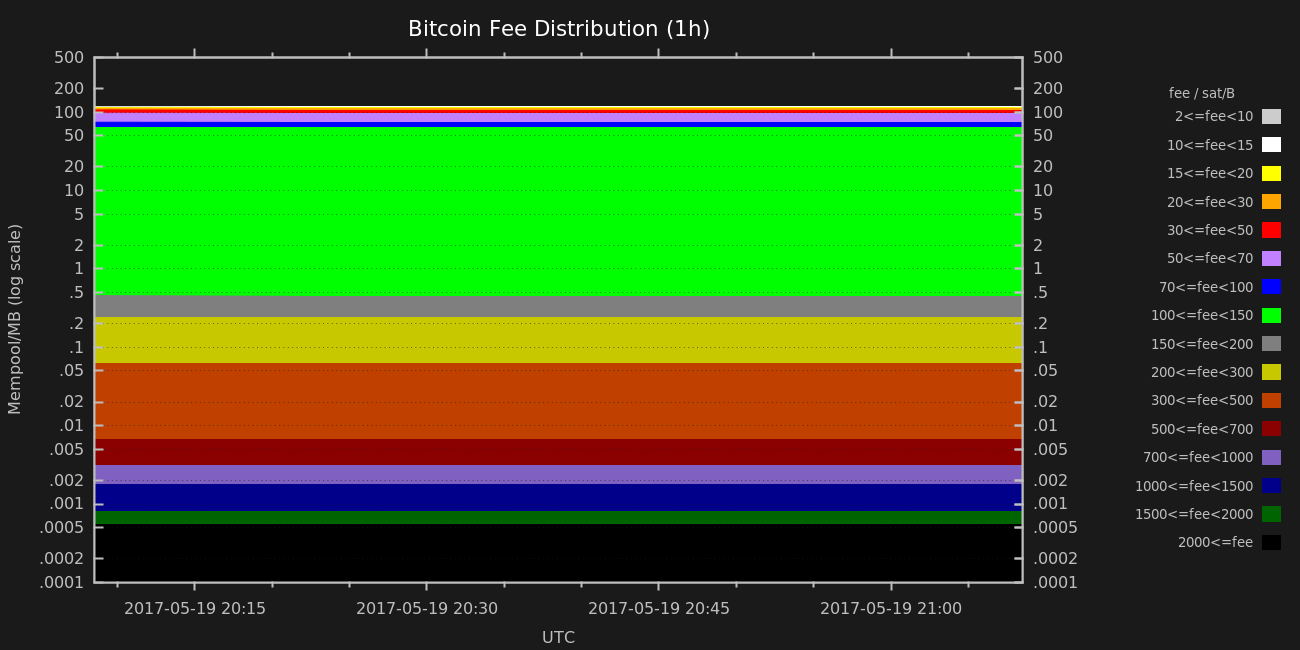 Bitcoin Fee Distribution (1h)
500
200
100
50
20
10
5
2
1
.5
.2
.1
.05
.02
.01
.005
.002
.001
.0005
.0002
.0001
Mempool/MB (log scale)
500
200
100
50
20
10
5
2
1
.5
.2
.1
.05
.02
.01
.005
.002
.001
.0005
.0002
.0001
2017-05-19 20:15
2017-05-19 20:30
2017-05-19 20:45
2017-05-19 21:00
UTC
fee / sat/B
2<=fee<10
10<=fee<15
15<=fee<20
20<=fee<30
30<=fee<50
50<=fee<70
70<=fee<100
100<=fee<150
150<=fee<200
200<=fee<300
300<=fee<500
500<=fee<700
700<=fee<1000
1000<=fee<1500
1500<=fee<2000
2000<=fee